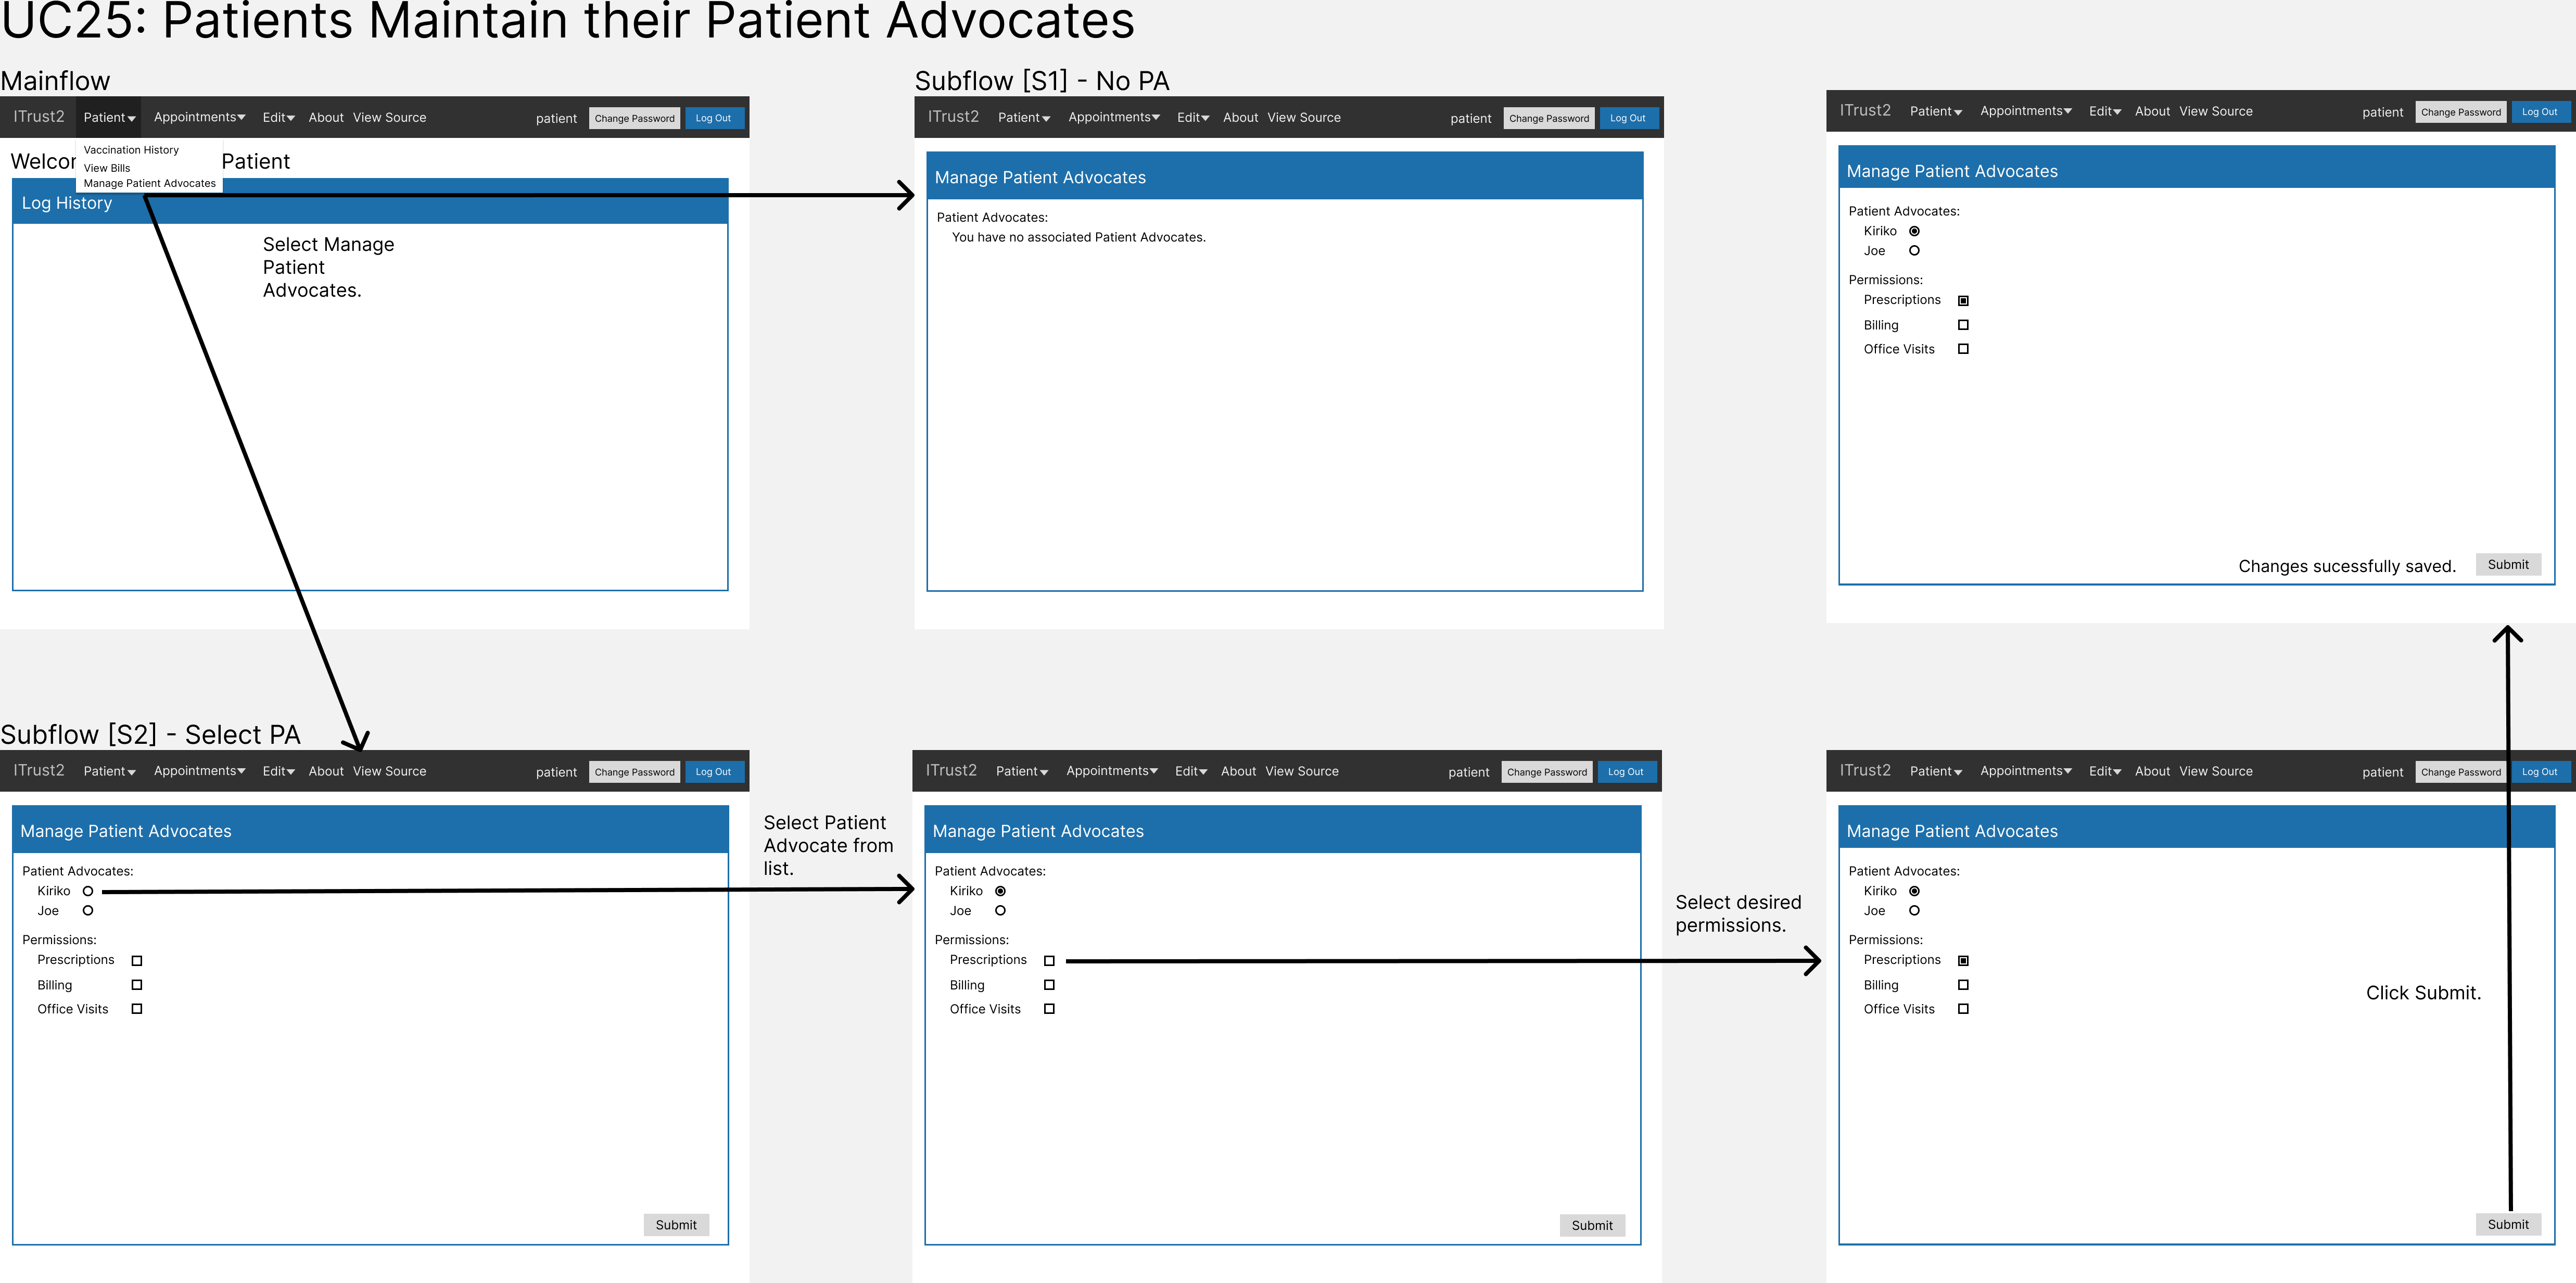 UC25: Patients Maintain their Patient Advocates
Mainflow
ITrust2 Patient Appointments Edit About View Source patient Change Password Log Out
Vaccination History
View Bills
Manage Patient Advocates
Patient
Log History
Select Manage
Patient
Advocates.
Subflow [S1] - No PA
ITrust2 Patient Appointments Edit About View Source patient Change Password Log Out
Manage Patient Advocates
Patient Advocates:
You have no associated Patient Advocates.
ITrust2 Patient Appointments Edit About View Source patient Change Password Log Out
Manage Patient Advocates
Patient Advocates:
Kiriko
Joe
Permissions:
Prescriptions
Billing
Office Visits
Changes sucessfully saved. Submit
Subflow [S2] - Select PA
ITrust2 Patient Appointments Edit About View Source patient Change Password Log Out
Manage Patient Advocates
Patient Advocates:
Kiriko
Joe
Permissions:
Prescriptions
Billing
Office Visits
Submit
Select Patient
Advocate from
list.
ITrust2 Patient Appointments Edit About View Source patient Change Password Log Out
Manage Patient Advocates
Patient Advocates:
Kiriko
Joe
Permissions:
Prescriptions
Billing
Office Visits
Submit
Select desired
permissions.
ITrust2 Patient Appointments Edit About View Source patient Change Password Log Out
Manage Patient Advocates
Patient Advocates:
Kiriko
Joe
Permissions:
Prescriptions
Billing
Office Visits
Click Submit.
Submit